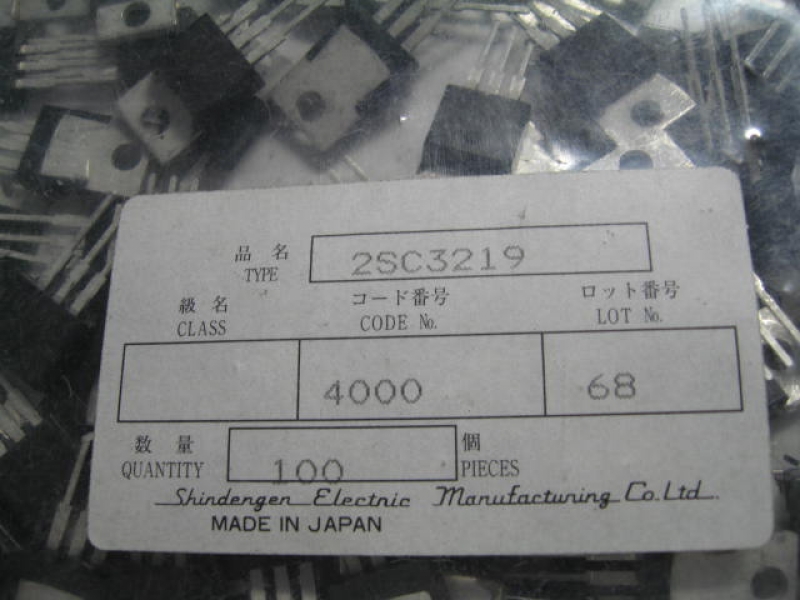 品名 2SC3219
TYPE
級名 コード番号 ロット番号
CLASS CODE No. LOT No.
4000 68
数量 100 個
QUANTITY PIECES
Shindengen Electric Manufacturing Co. Ltd.
MADE IN JAPAN